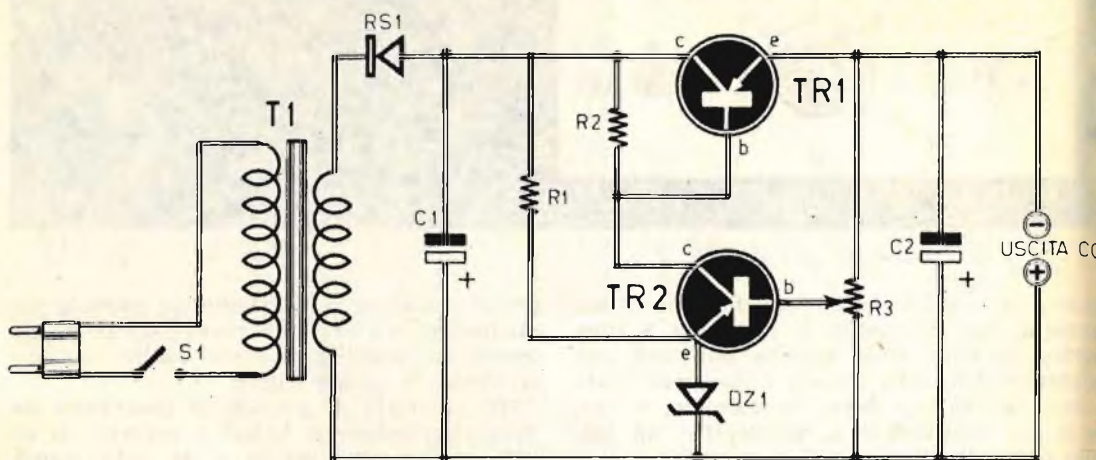 RS1
c
e
TR1
T1
R2
b
R1
C1
+
C2
-
USCITA
+
c
TR2
b
R3
e
S1
DZ1
+